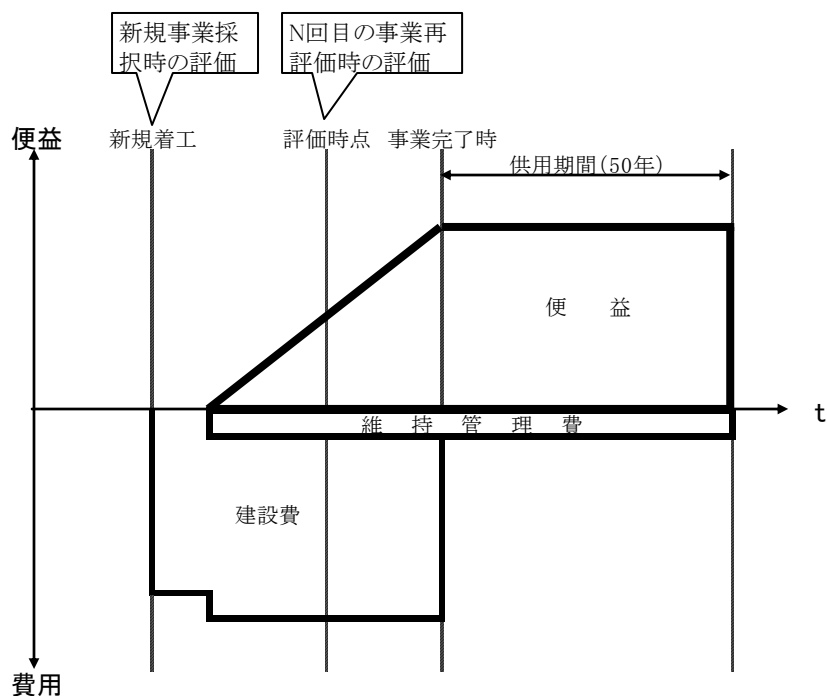 新規事業採
択時の評価
N回目の事業再
評価時の評価
便益
新規着工
評価時点
事業完了時
供用期間(50年)
便 益
t
維 持 管 理 費
建設費
費用